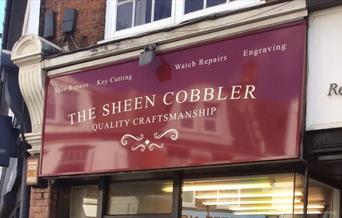 Shoe Repairs Key Cutting Watch Repairs Engraving
THE SHEEN COBBLER
QUALITY CRAFTSMANSHIP